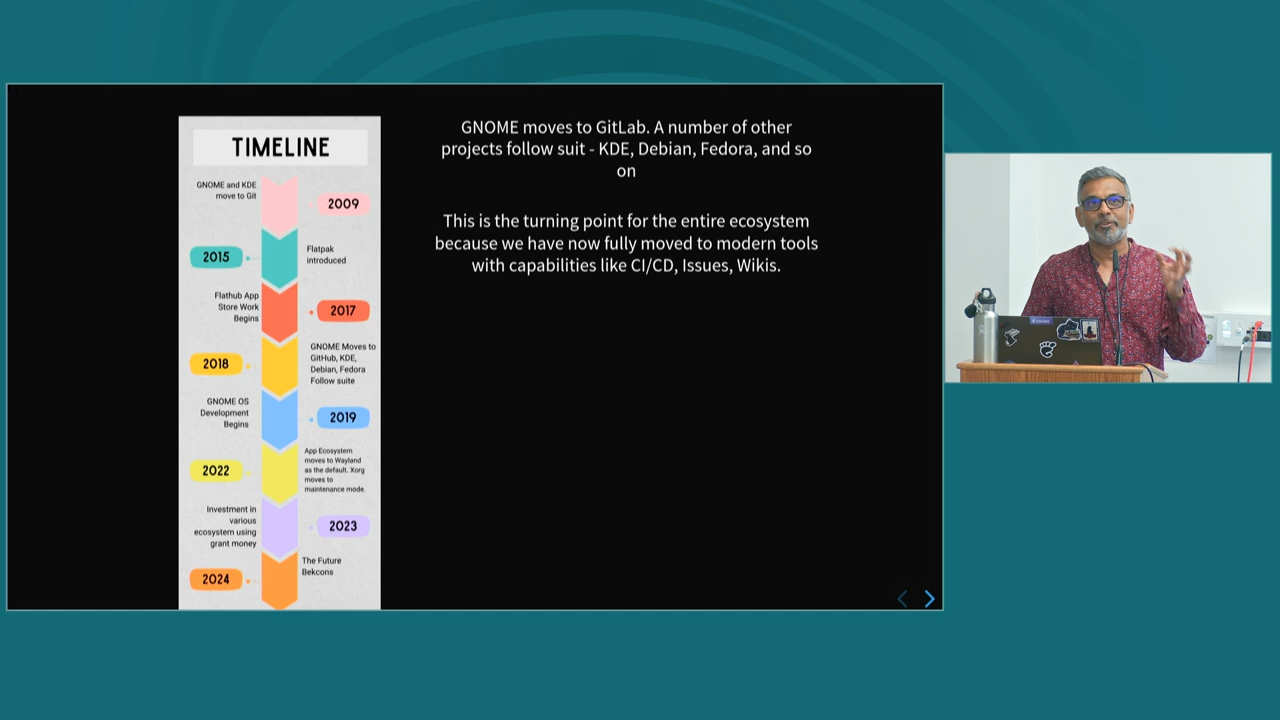 TIMELINE
GNOME and KDE
move to Git
2009
2015
Flatpak
introduced
Flathub App
Store Work
Begins
2017
2018
GNOME Moves to
GitHub, KDE,
Debian, Fedora
Follow suite
GNOME OS
Development
Begins
2019
2022
App Ecosystem
moves to Wayland
as the default. Xorg
moves to
maintenance mode.
Investment in
various
ecosystem using
grant money
2023
2024
The Future
Bekcons
GNOME moves to GitLab. A number of other
projects follow suit - KDE, Debian, Fedora, and so
on
This is the turning point for the entire ecosystem
because we have now fully moved to modern tools
with capabilities like CI/CD, Issues, Wikis.